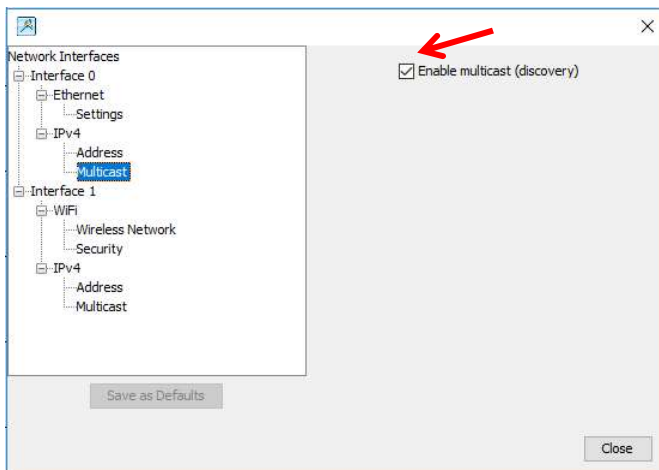 Network Interfaces
Interface 0
Ethernet
Settings
IPv4
Address
Multicast
Interface 1
WiFi
Wireless Network
Security
IPv4
Address
Multicast
Enable multicast (discovery)
Save as Defaults
Close